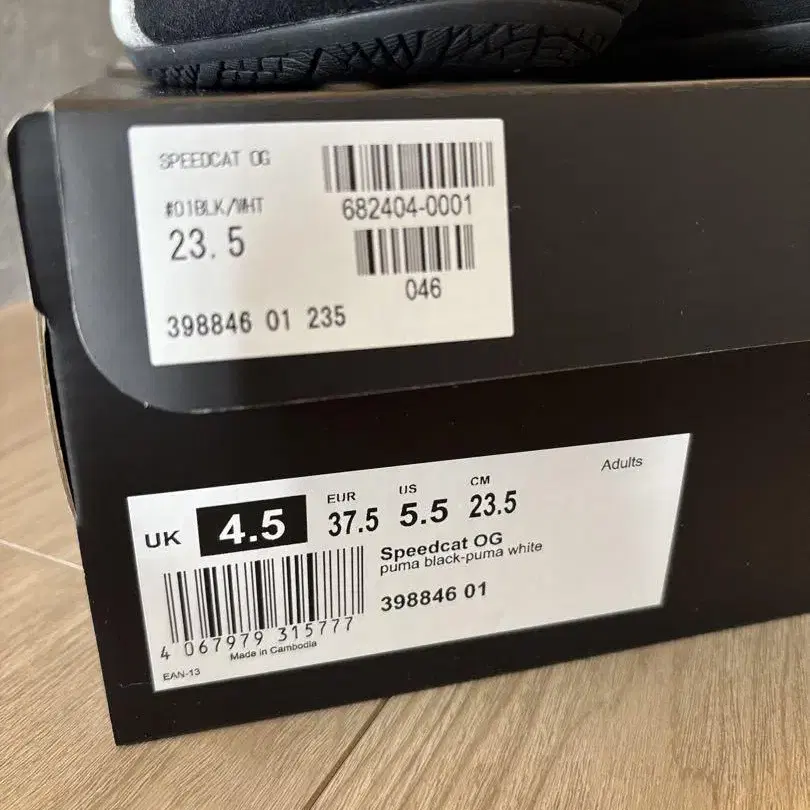 SPEEDCAT OG
#01BLK/WHT
682404-0001
23.5
046
398846 01 235
Adults
UK 4.5 EUR 37.5 US 5.5 CM 23.5
Speedcat OG
puma black-puma white
398846 01
4 067979 315777
Made in Cambodia
EAN-13